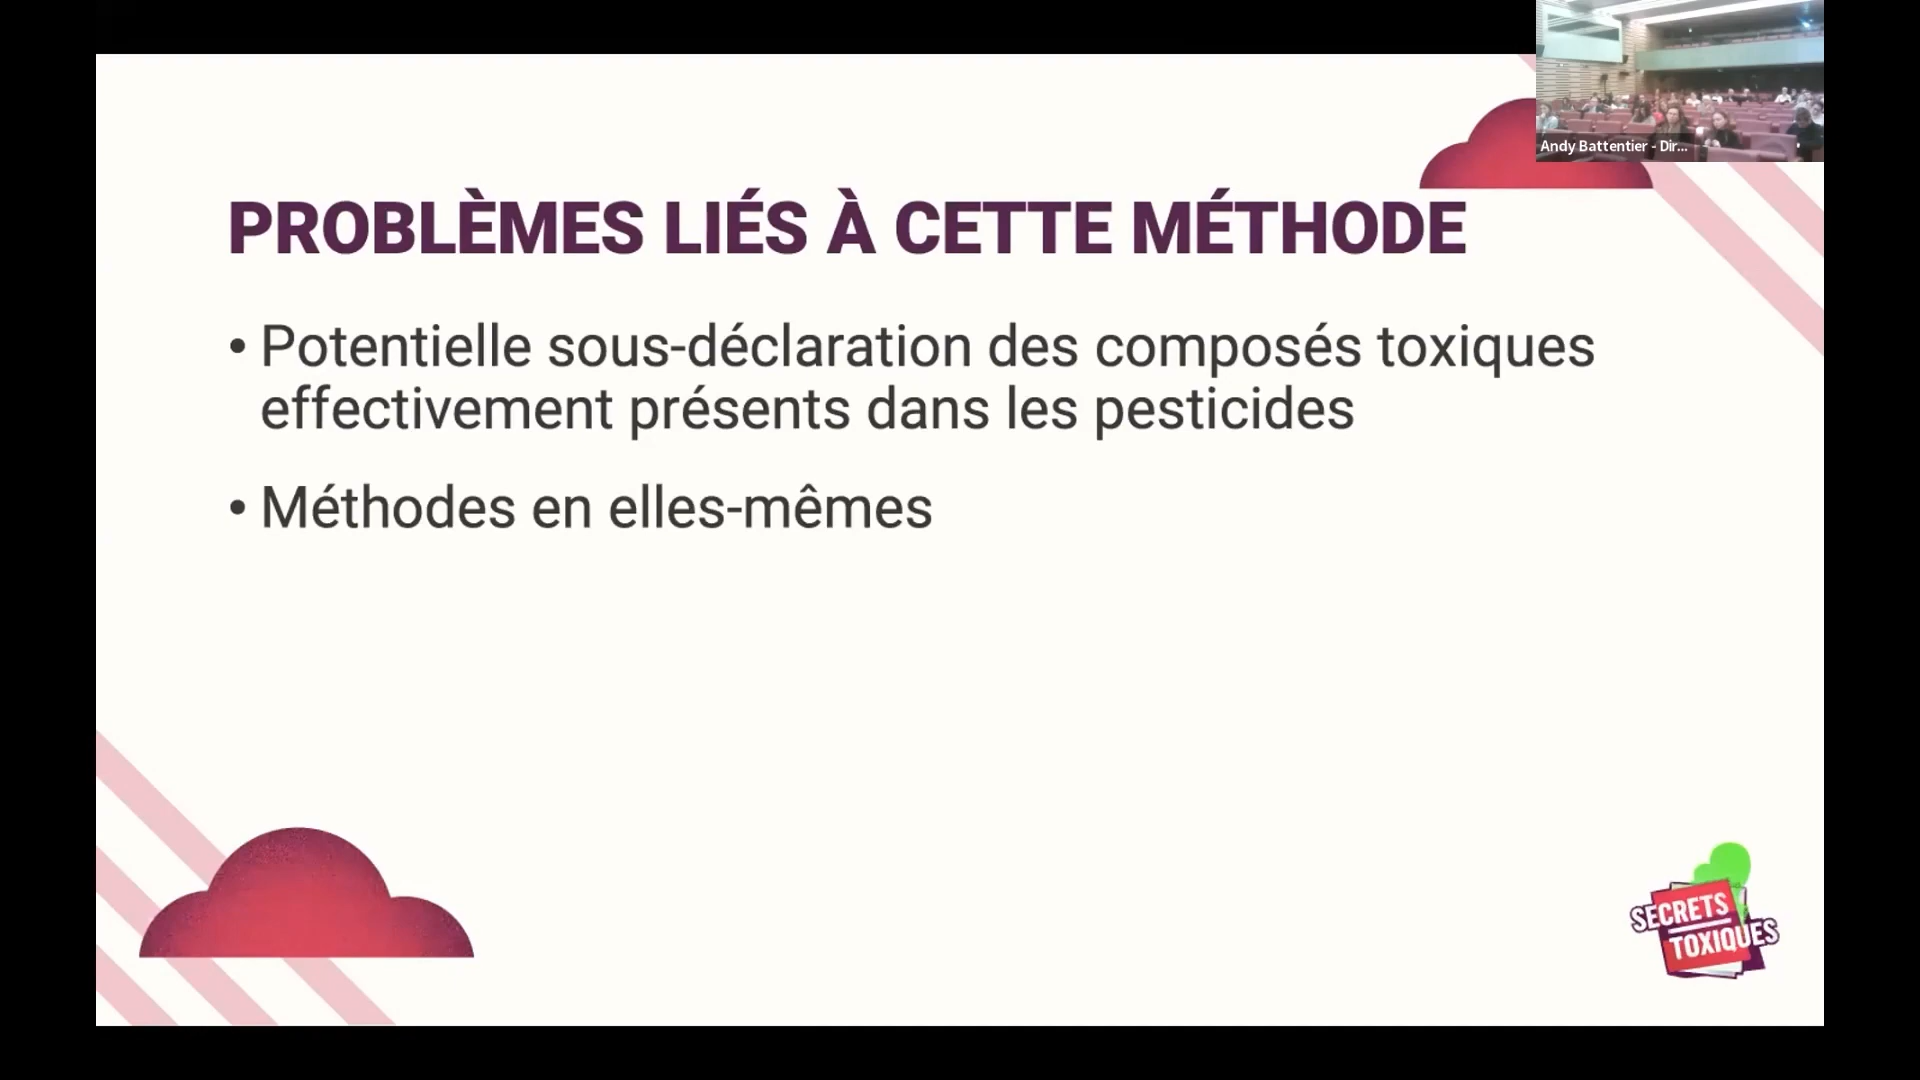 Andy Battentier - Dir...
PROBLÈMES LIÉS À CETTE MÉTHODE
• Potentielle sous-déclaration des composés toxiques
effectivement présents dans les pesticides
• Méthodes en elles-mêmes
SECRETS
TOXIQUES